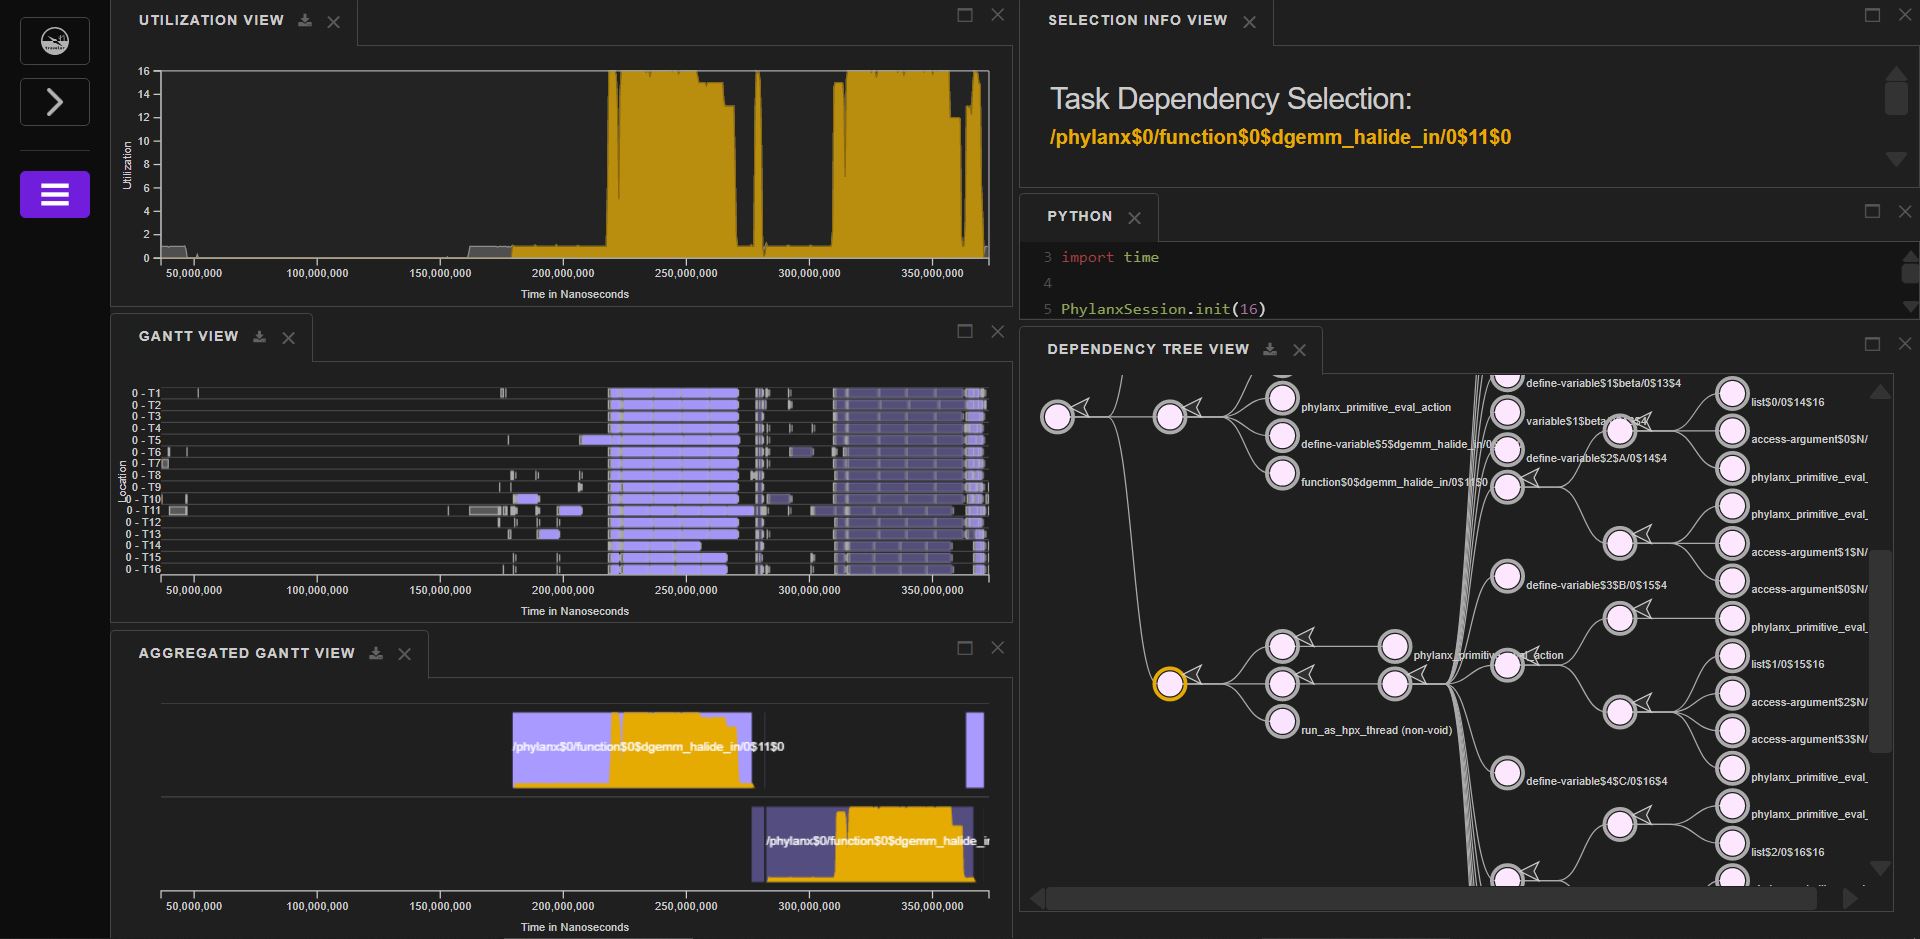 UTILIZATION VIEW
16
14
12
10
8
6
4
2
0
Utilization
50,000,000 100,000,000 150,000,000 200,000,000 250,000,000 300,000,000 350,000,000
Time in Nanoseconds
GANTT VIEW
0 - T1
0 - T2
0 - T3
0 - T4
0 - T5
0 - T6
0 - T7
0 - T8
0 - T9
0 - T10
0 - T11
0 - T12
0 - T13
0 - T14
0 - T15
0 - T16
Location
50,000,000 100,000,000 150,000,000 200,000,000 250,000,000 300,000,000 350,000,000
Time in Nanoseconds
AGGREGATED GANTT VIEW
/phylanx$0/function$0$dgemm_halide_in/0$11$0
/phylanx$0/function$0$dgemm_halide_in
50,000,000 100,000,000 150,000,000 200,000,000 250,000,000 300,000,000 350,000,000
Time in Nanoseconds
SELECTION INFO VIEW
Task Dependency Selection:
/phylanx$0/function$0$dgemm_halide_in/0$11$0
PYTHON
3 import time
4
5 PhylanxSession.init(16)
DEPENDENCY TREE VIEW
phylanx_primitive_eval_action
define-variable$5$dgemm_halide_in/0
function$0$dgemm_halide_in/0$11$0
phylanx_primitive_eval_action
run_as_hpx_thread (non-void)
define-variable$1$beta/0$13$4
variable$1$beta
define-variable$2$A/0$14$4
define-variable$3$B/0$15$4
define-variable$4$C/0$16$4
list$0/0$14$16
access-argument$0$N/
phylanx_primitive_eval_
phylanx_primitive_eval_
access-argument$1$N/
access-argument$0$N/
phylanx_primitive_eval_
list$1/0$15$16
access-argument$2$N/
access-argument$3$N/
phylanx_primitive_eval_
phylanx_primitive_eval_
list$2/0$16$16